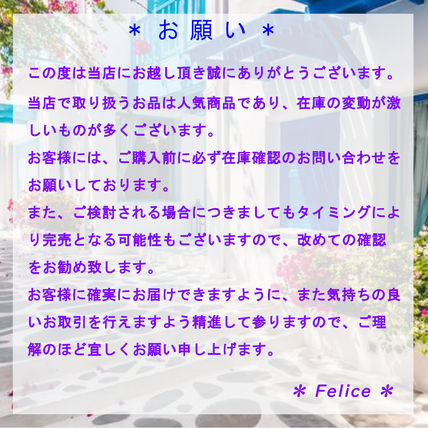 * お願い *
この度は当店にお越し頂き誠にありがとうございます。
当店で取り扱うお品は人気商品であり、在庫の変動が激
しいものが多くございます。
お客様には、ご購入前に必ず在庫確認のお問い合わせを
お願いしております。
また、ご検討される場合につきましてもタイミングによ
り完売となる可能性もございますので、改めての確認
をお勧め致します。
お客様に確実にお届けできますように、また気持ちの良
いお取引を行えますよう精進して参りますので、ご理
解のほど宜しくお願い申し上げます。
* Felice *